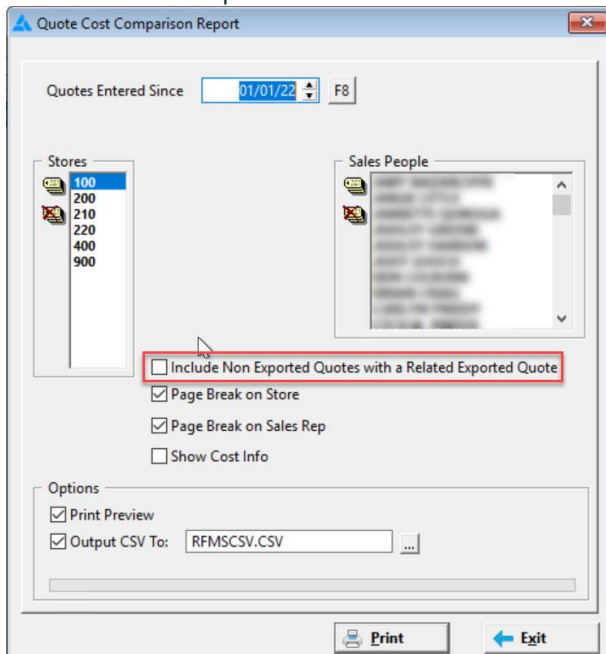 Quote Cost Comparison Report
Quotes Entered Since 01/01/22 F8
Stores
100
200
210
220
400
900
Sales People
Include Non Exported Quotes with a Related Exported Quote
Page Break on Store
Page Break on Sales Rep
Show Cost Info
Options
Print Preview
Output CSV To: RFMSCSV.CSV ...
Print Exit